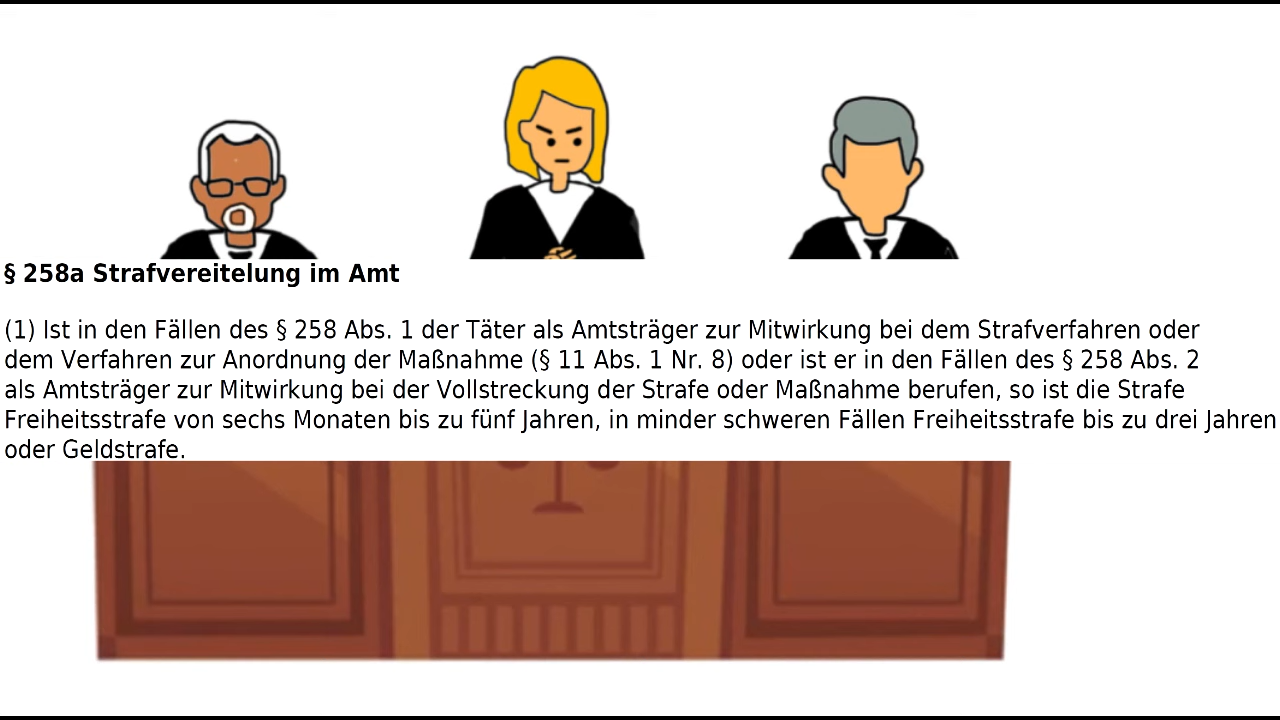 § 258a Strafvereitelung im Amt
(1) Ist in den Fällen des § 258 Abs. 1 der Täter als Amtsträger zur Mitwirkung bei dem Strafverfahren oder
dem Verfahren zur Anordnung der Maßnahme (§ 11 Abs. 1 Nr. 8) oder ist er in den Fällen des § 258 Abs. 2
als Amtsträger zur Mitwirkung bei der Vollstreckung der Strafe oder Maßnahme berufen, so ist die Strafe
Freiheitsstrafe von sechs Monaten bis zu fünf Jahren, in minder schweren Fällen Freiheitsstrafe bis zu drei Jahren
oder Geldstrafe.